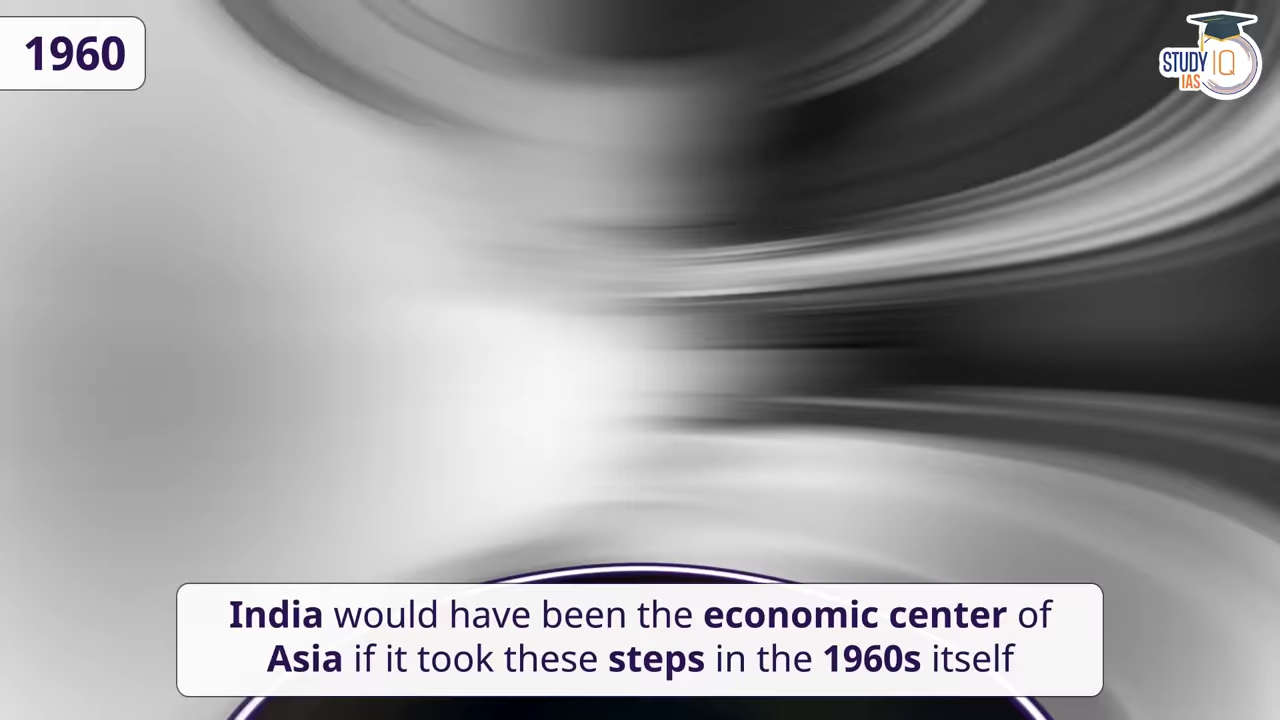 1960
STUDY IQ
IAS
India would have been the economic center of
Asia if it took these steps in the 1960s itself